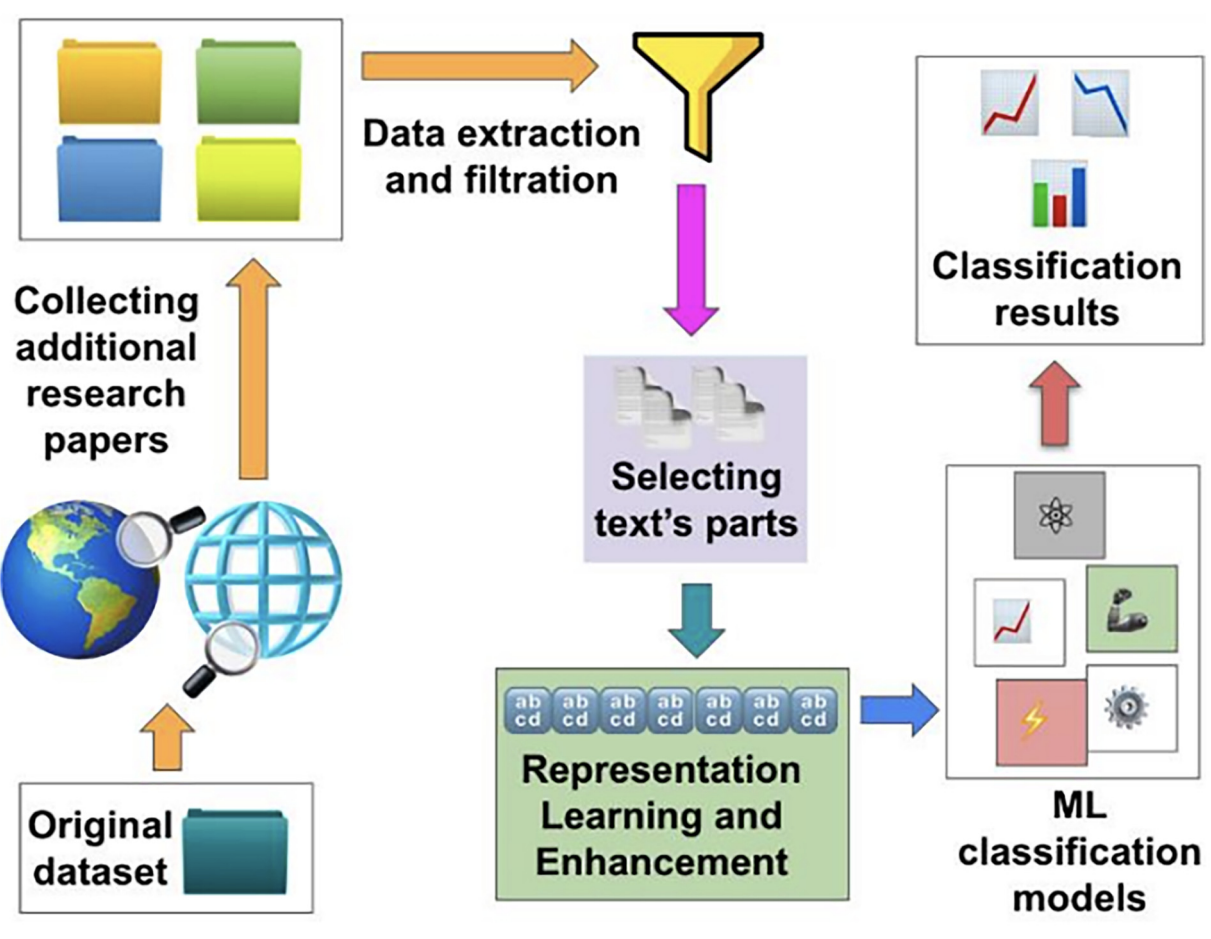 Data extraction
and filtration
Collecting
additional
research
papers
Original
dataset
Selecting
text’s parts
ab ab ab ab ab ab ab
cd cd cd cd cd cd cd
Representation
Learning and
Enhancement
ML
classification
models
Classification
results